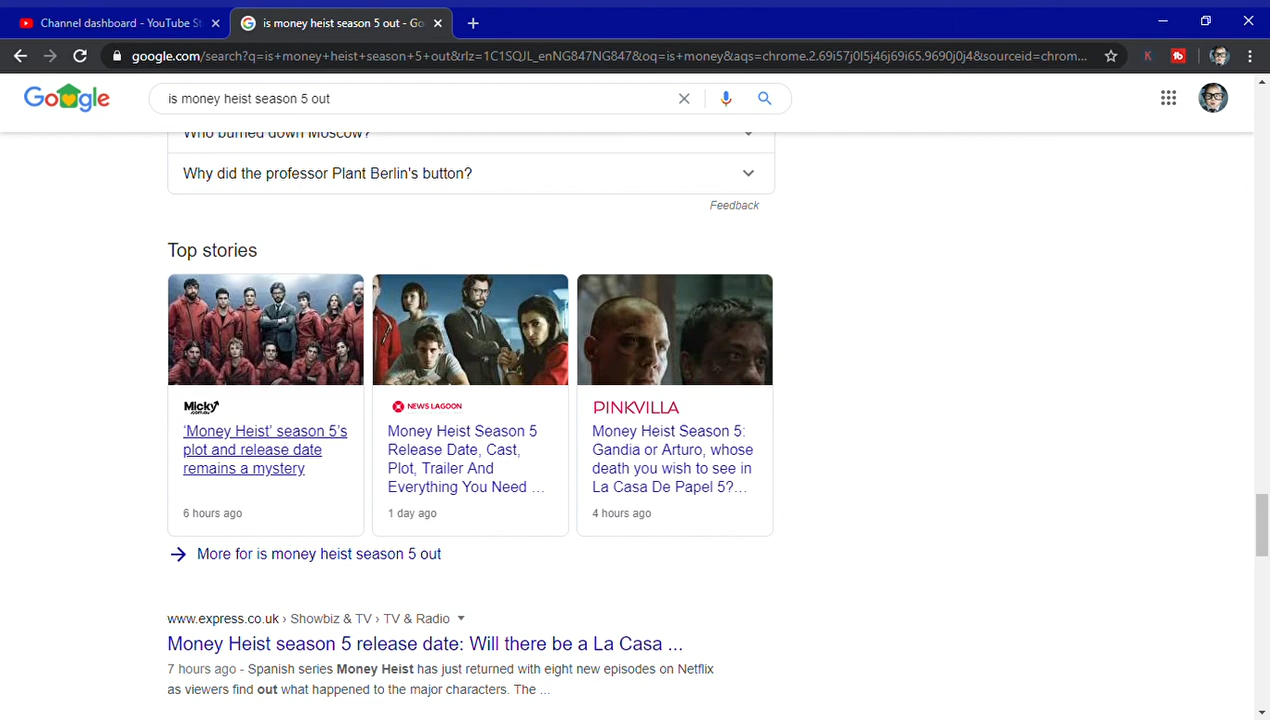 Channel dashboard - YouTube St
is money heist season 5 out - Go
google.com/search?q=is+money+heist+season+5+out&rlz=1C1SQJL_enNG847NG847&oq=is+money&aqs=chrome.2.69i57j0l5j46j69i65.9690j0j4&sourceid=chrom...
Google
is money heist season 5 out
Who burned down Moscow?
Why did the professor Plant Berlin's button?
Feedback
Top stories
Micky
.com.au
‘Money Heist’ season 5’s
plot and release date
remains a mystery
6 hours ago
NEWS LAGOON
Money Heist Season 5
Release Date, Cast,
Plot, Trailer And
Everything You Need ...
1 day ago
PINKVILLA
Money Heist Season 5:
Gandia or Arturo, whose
death you wish to see in
La Casa De Papel 5?...
4 hours ago
More for is money heist season 5 out
www.express.co.uk › Showbiz & TV › TV & Radio
Money Heist season 5 release date: Will there be a La Casa ...
7 hours ago - Spanish series Money Heist has just returned with eight new episodes on Netflix
as viewers find out what happened to the major characters. The ...